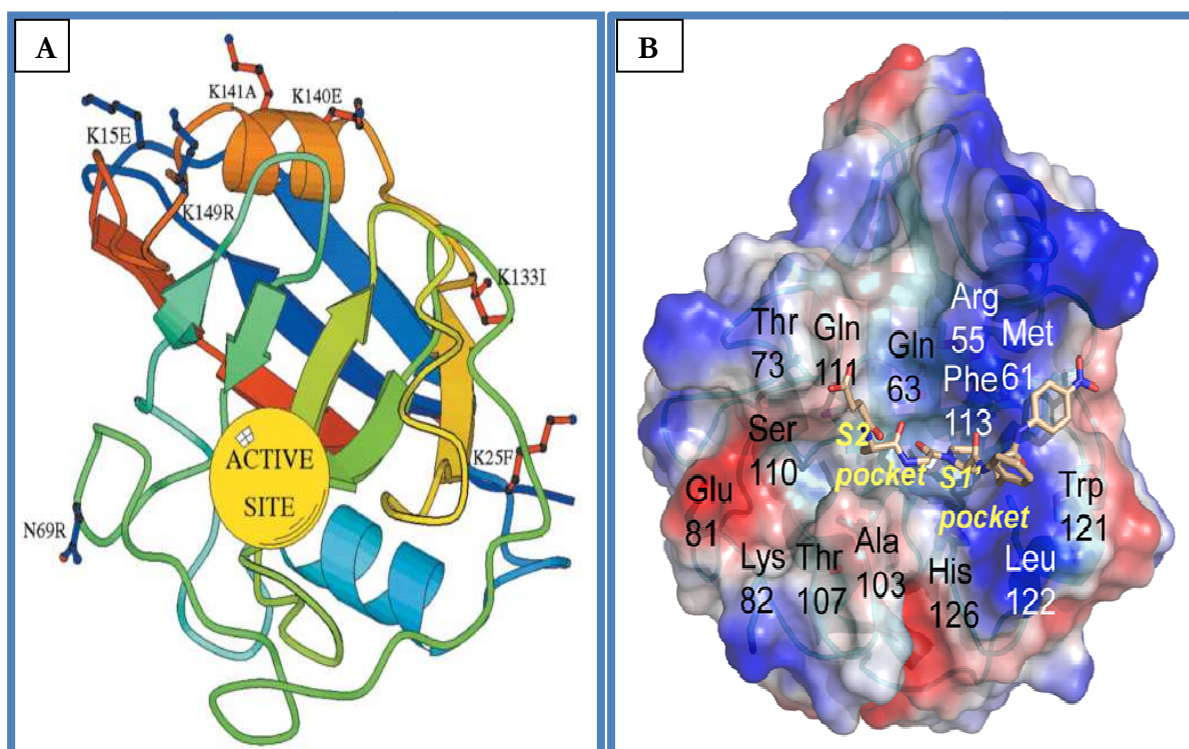 A
K141A
K140E
K15E
K149R
K133I
ACTIVE
SITE
K25F
N69R
B
Arg
55
Met
61
Thr
73
Gln
111
Gln
63
Phe
113
Ser
110
S2
pocket
S1'
pocket
Glu
81
Trp
121
Lys
82
Thr
107
Ala
103
His
126
Leu
122